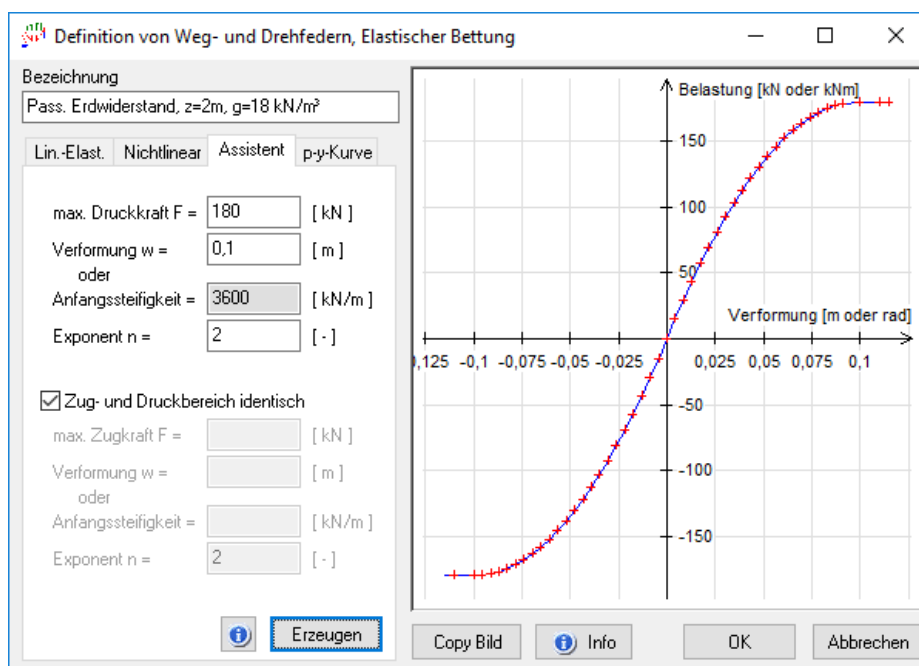 Definition von Weg- und Drehfedern, Elastischer Bettung
Bezeichnung
Pass. Erdwiderstand, z=2m, g=18 kN/m³
Lin.-Elast. Nichtlinear Assistent p-y-Kurve
max. Druckkraft F = 180 [ kN ]
Verformung w = 0,1 [ m ]
oder
Anfangssteifigkeit = 3600 [ kN/m ]
Exponent n = 2 [ - ]
Zug- und Druckbereich identisch
max. Zugkraft F = [ kN ]
Verformung w = [ m ]
oder
Anfangssteifigkeit = [ kN/m ]
Exponent n = 2 [ - ]
Erzeugen
Belastung [kN oder kNm]
150
100
50
Verformung [m oder rad]
0,125 -0,1 -0,075 -0,05 -0,025 0,025 0,05 0,075 0,1
-50
-100
-150
Copy Bild Info OK Abbrechen